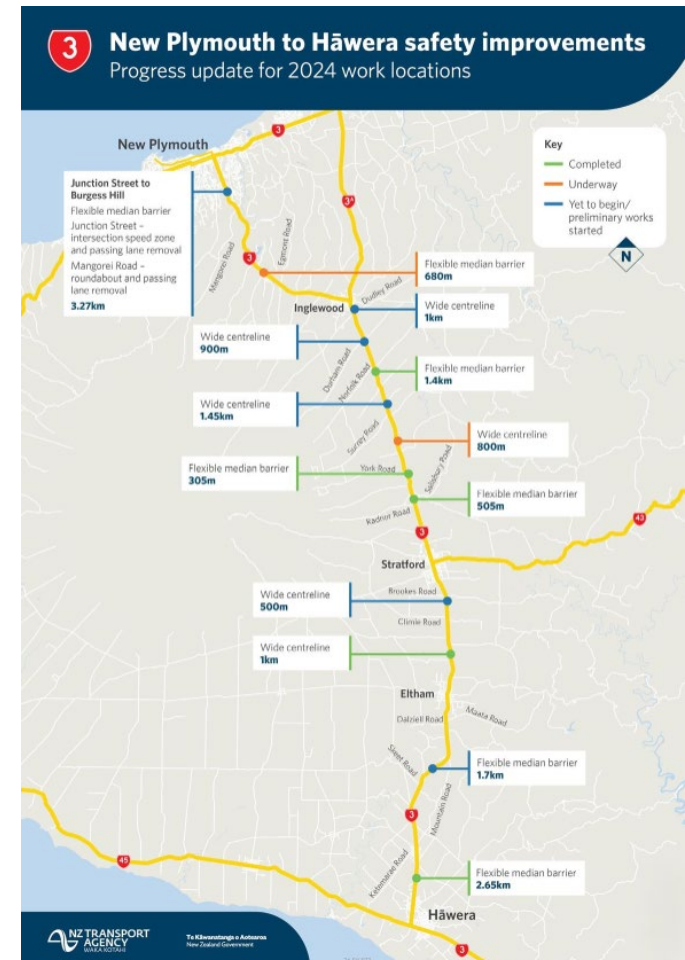 3
New Plymouth to Hāwera safety improvements
Progress update for 2024 work locations
New Plymouth
3
Key
Completed
Underway
Yet to begin/
preliminary works
started
N
Junction Street to
Burgess Hill
Flexible median barrier
Junction Street –
intersection speed zone
and passing lane removal
Mangorei Road –
roundabout and passing
lane removal
3.27km
3A
Mangorei Road
3
Egmont Road
Flexible median barrier
680m
Dudley Road
Inglewood
Wide centreline
1km
Wide centreline
900m
Durham Road
Norfolk Road
Flexible median barrier
1.4km
Wide centreline
1.45km
Surrey Road
Wide centreline
800m
Flexible median barrier
305m
York Road
Salisbury Road
Flexible median barrier
505m
Radnor Road
3
43
Stratford
Brookes Road
Wide centreline
500m
Climie Road
Wide centreline
1km
Eltham
Dalziell Road
Maata Road
Skeet Road
Flexible median barrier
1.7km
3
Mountain Road
45
Ketemarae Road
Flexible median barrier
2.65km
Hāwera
3
NZ TRANSPORT
AGENCY
WAKA KOTAHI
Te Kāwanatanga o Aotearoa
New Zealand Government